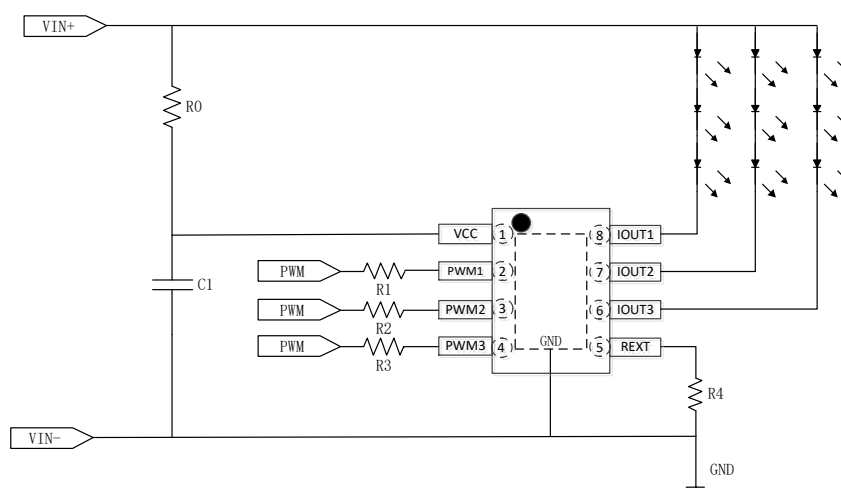 VIN+
R0
VCC 1 8 IOUT1
PWM PWM1 2 7 IOUT2
C1
R1
PWM PWM2 3 6 IOUT3
R2
PWM PWM3 4 GND 5 REXT
R3
R4
VIN-
GND